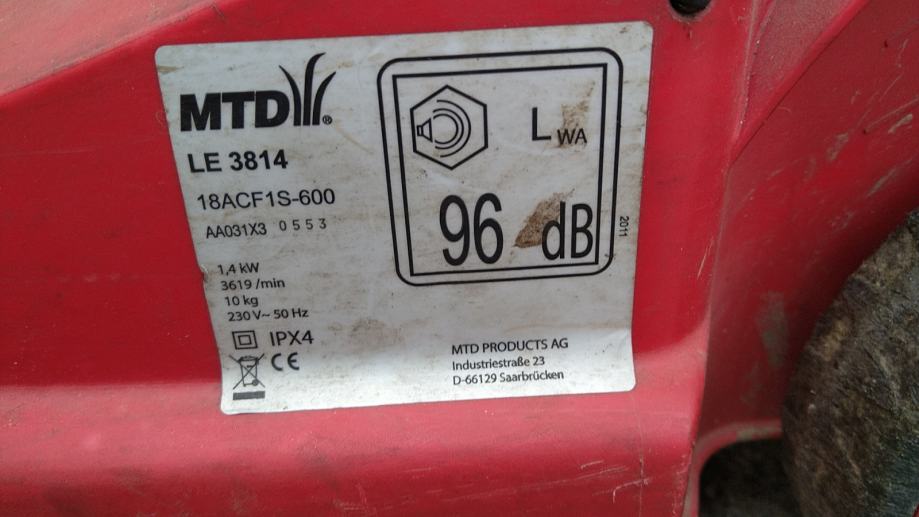 MTD®
LE 3814
18ACF1S-600
AA031X3 0553
1,4 kW
3619 /min
10 kg
230 V~ 50 Hz
IPX4
CE
LWA
96 dB
2011
MTD PRODUCTS AG
Industriestraße 23
D-66129 Saarbrücken